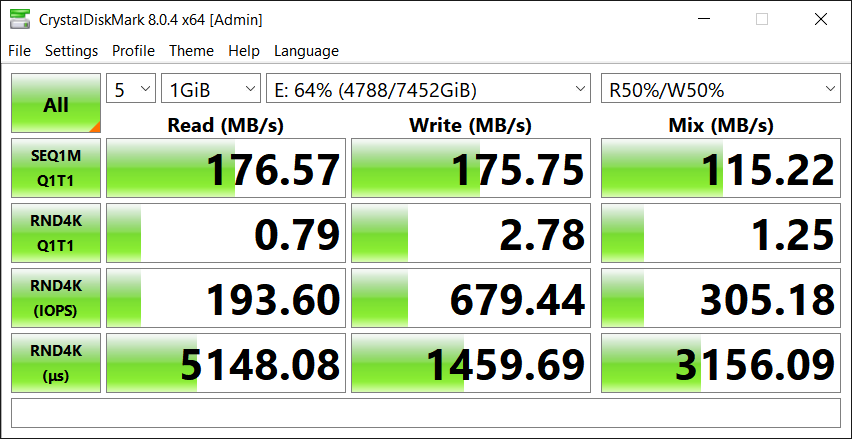 CrystalDiskMark 8.0.4 x64 [Admin]
File Settings Profile Theme Help Language
All 5 1GiB E: 64% (4788/7452GiB) R50%/W50%
Read (MB/s) Write (MB/s) Mix (MB/s)
SEQ1M
Q1T1
176.57 175.75 115.22
RND4K
Q1T1
0.79 2.78 1.25
RND4K
(IOPS)
193.60 679.44 305.18
RND4K
(μs)
5148.08 1459.69 3156.09